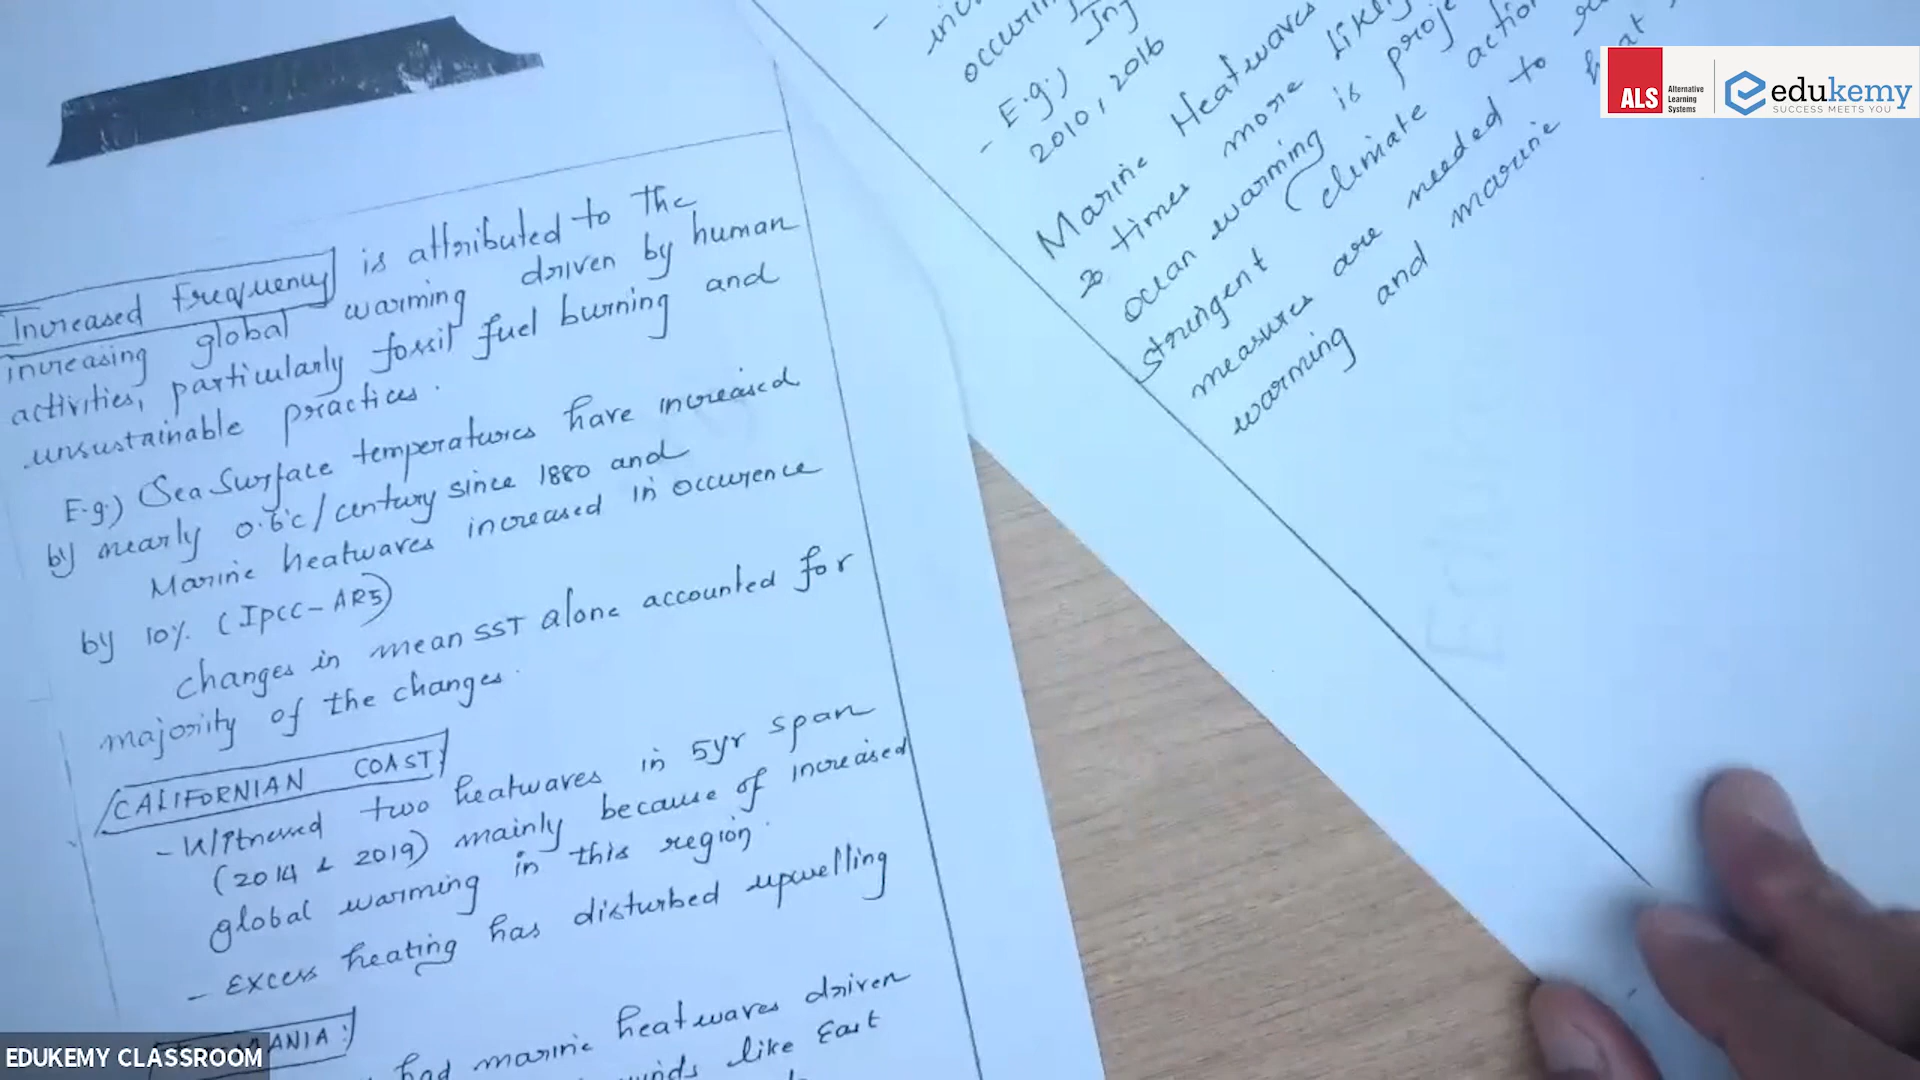 Increased Frequency is attributed to the
increasing global warming driven by human
activities, particularly fossil fuel burning and
unsustainable practices.
E.g.) (Sea Surface temperatures have increased
by nearly 0.6°c/century since 1880 and
Marine heatwaves increased in occurence
by 10%. (IPCC-AR5)
Changes in mean SST alone accounted for
majority of the changes.
CALIFORNIAN COAST
- Witnessed two heatwaves in 5yr span
(2014 & 2019) mainly because of increased
global warming in this region.
- Excess heating has disturbed upwelling
ANIA:
had marine heatwaves driven
winds like East
- E.g.)
2010, 2016
Marine Heatwaves
times more likely
ocean warming is
Stringent (climate action
measures are needed to
warming and marine
ALS
Alternative
Learning
Systems
edukemy
SUCCESS MEETS YOU
EDUKEMY CLASSROOM